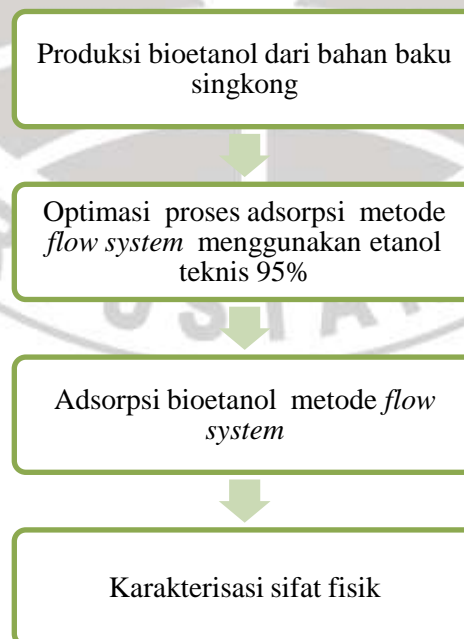 Produksi bioetanol dari bahan baku
singkong
Optimasi proses adsorpsi metode
flow system menggunakan etanol
teknis 95%
Adsorpsi bioetanol metode flow
system
Karakterisasi sifat fisik